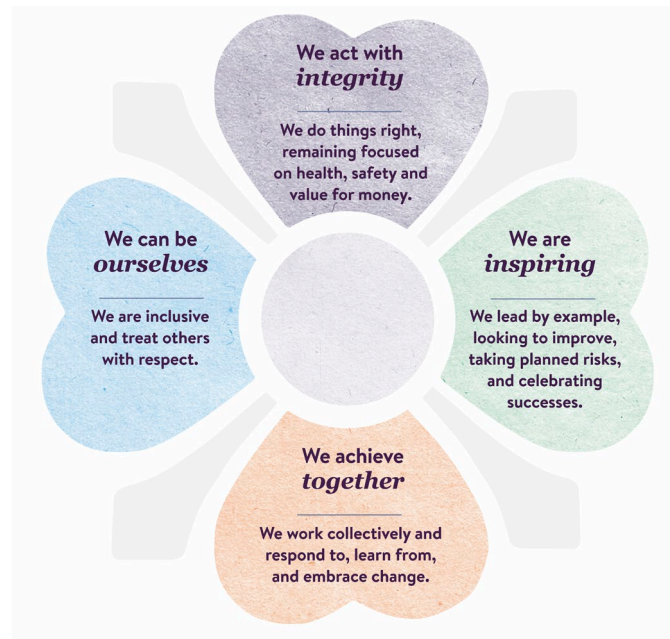 We act with
integrity
We do things right,
remaining focused
on health, safety and
value for money.
We can be
ourselves
We are inclusive
and treat others
with respect.
We are
inspiring
We lead by example,
looking to improve,
taking planned risks,
and celebrating
successes.
We achieve
together
We work collectively and
respond to, learn from,
and embrace change.